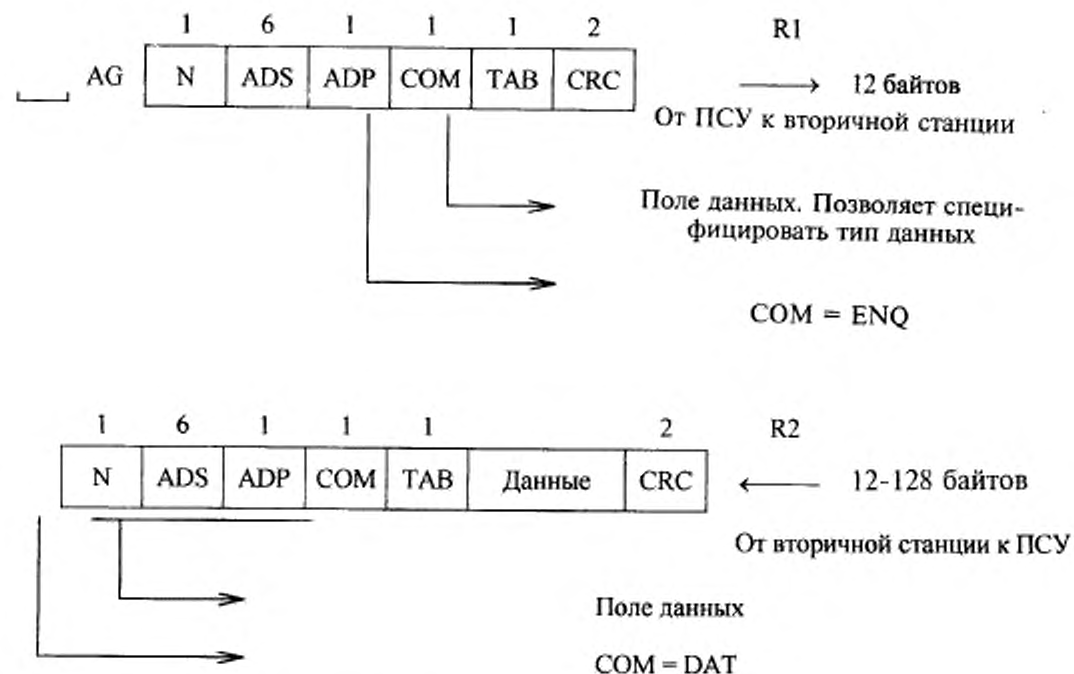 1 6 1 1 1 2 R1
AG N ADS ADP COM TAB CRC 12 байтов
От ПСУ к вторичной станции
Поле данных. Позволяет специ-
фицировать тип данных
COM = ENQ
1 6 1 1 1 2 R2
N ADS ADP COM TAB Данные CRC 12-128 байтов
От вторичной станции к ПСУ
Поле данных
COM = DAT